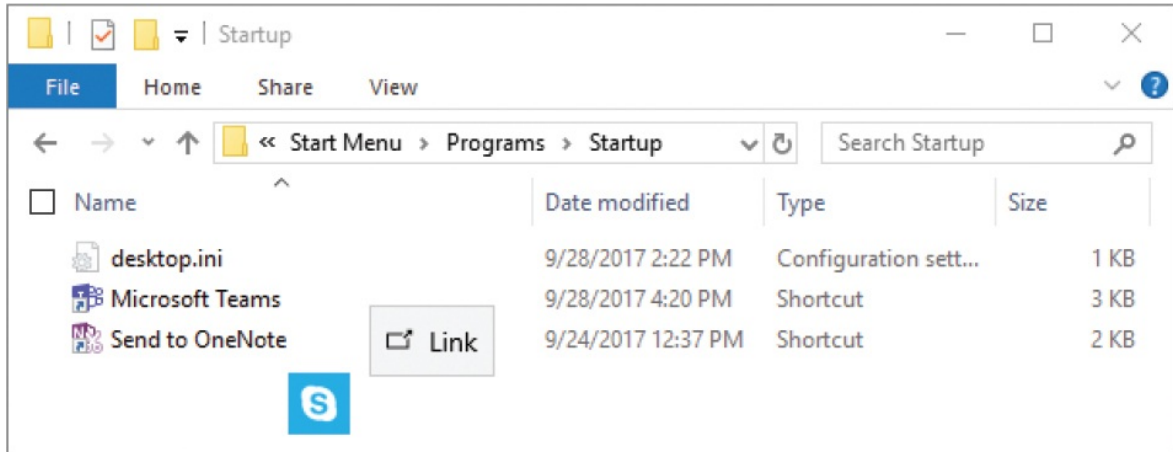 Startup
File Home Share View
« Start Menu › Programs › Startup Search Startup
Name Date modified Type Size
desktop.ini 9/28/2017 2:22 PM Configuration sett... 1 KB
Microsoft Teams 9/28/2017 4:20 PM Shortcut 3 KB
Send to OneNote 9/24/2017 12:37 PM Shortcut 2 KB
Link
S